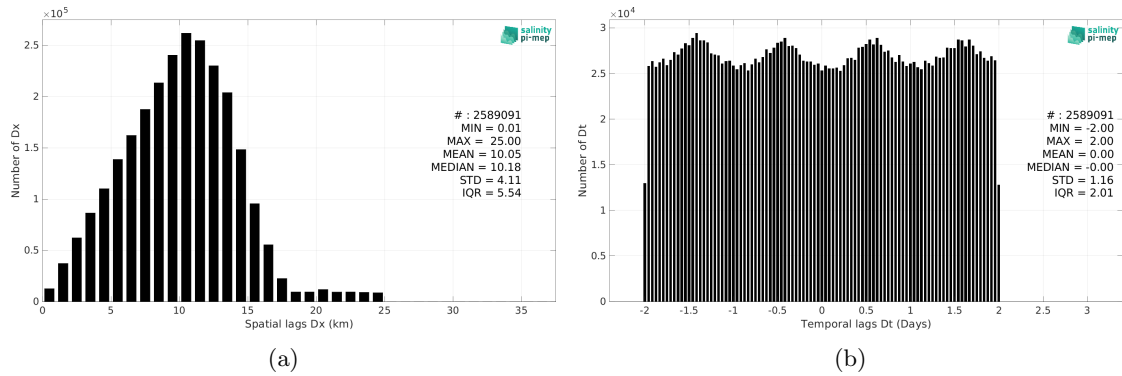 ×10⁵
2.5
2
1.5
1
0.5
0
Number of Dx
salinity
pi-mep
# : 2589091
MIN = 0.01
MAX = 25.00
MEAN = 10.05
MEDIAN = 10.18
STD = 4.11
IQR = 5.54
0 5 10 15 20 25 30 35
Spatial lags Dx (km)
(a)
×10⁴
3
2.5
2
1.5
1
0.5
0
Number of Dt
salinity
pi-mep
# : 2589091
MIN = -2.00
MAX = 2.00
MEAN = 0.00
MEDIAN = -0.00
STD = 1.16
IQR = 2.01
-2 -1.5 -1 -0.5 0 0.5 1 1.5 2 2.5 3
Temporal lags Dt (Days)
(b)